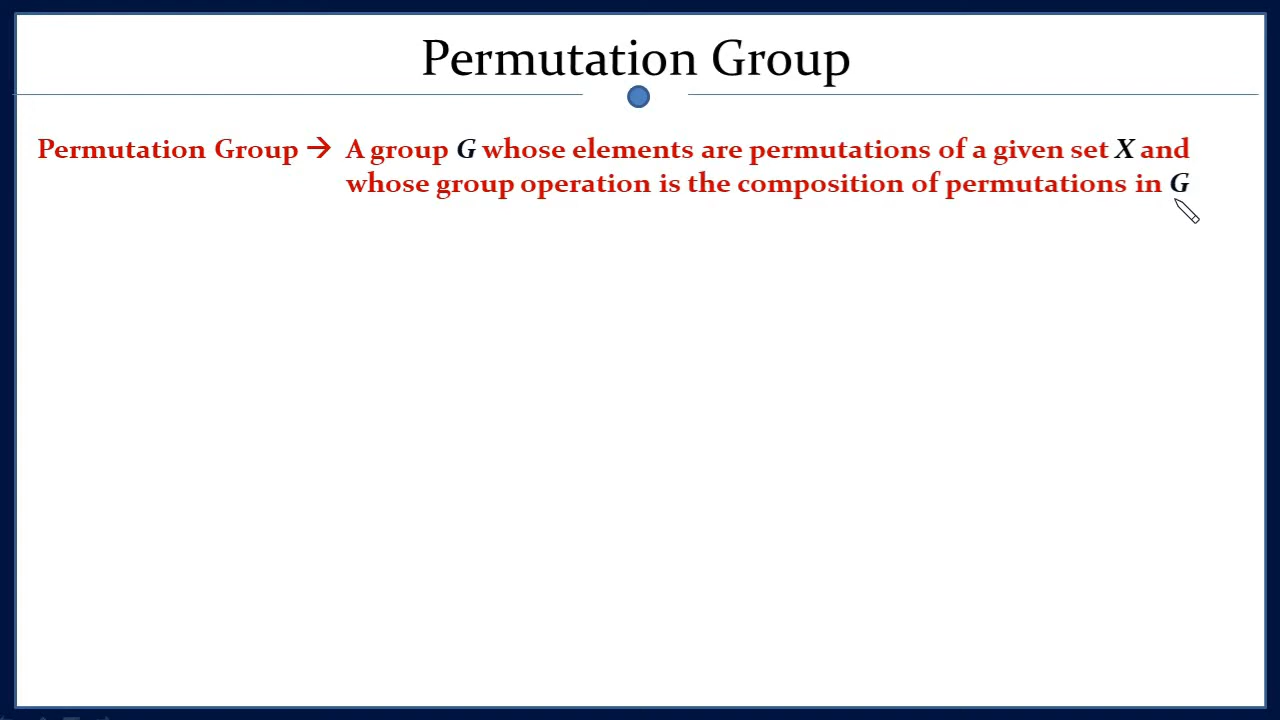 Permutation Group
Permutation Group → A group G whose elements are permutations of a given set X and
whose group operation is the composition of permutations in G